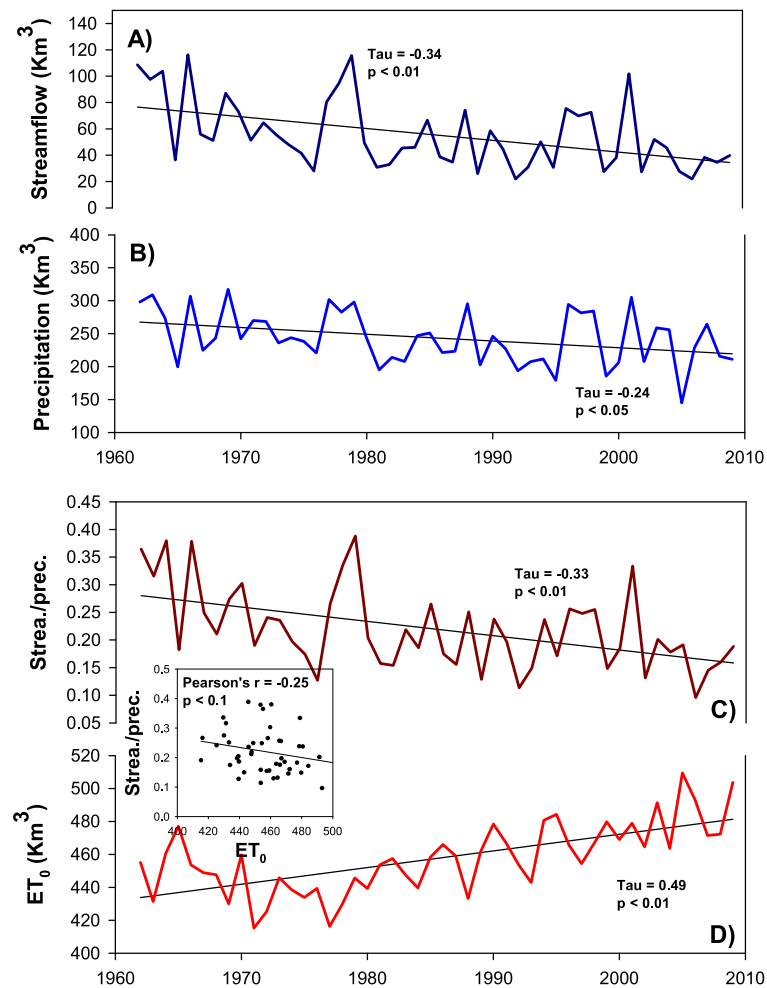 Streamflow (Km3)
140
120
100
80
60
40
20
0
A)
Tau = -0.34
p < 0.01
Precipitation (Km3)
400
350
300
250
200
150
100
B)
Tau = -0.24
p < 0.05
1960 1970 1980 1990 2000 2010
Strea./prec.
0.45
0.40
0.35
0.30
0.25
0.20
0.15
0.10
0.05
Tau = -0.33
p < 0.01
C)
Strea./prec.
0.5
0.4
0.3
0.2
0.1
0.0
Pearson's r = -0.25
p < 0.1
400 420 440 460 480 500
ET0
ET0 (Km3)
520
500
480
460
440
420
400
Tau = 0.49
p < 0.01
D)
1960 1970 1980 1990 2000 2010